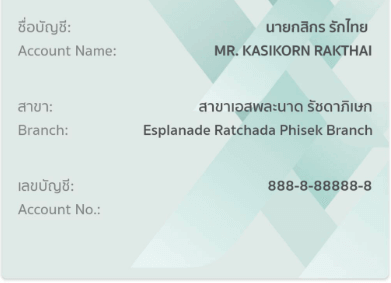 ชื่อบัญชี: นายกสิกร รักไทย
Account Name: MR. KASIKORN RAKTHAI
สาขา: สาขาเอสพละนาด รัชดาภิเษก
Branch: Esplanade Ratchada Phisek Branch
เลขบัญชี: 888-8-88888-8
Account No.: